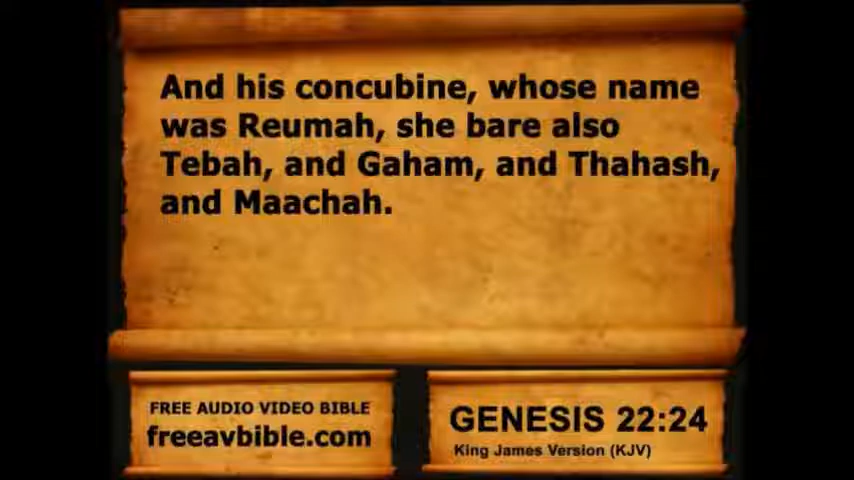 And his concubine, whose name
was Reumah, she bare also
Tebah, and Gaham, and Thahash,
and Maachah.
FREE AUDIO VIDEO BIBLE
freeavbible.com
GENESIS 22:24
King James Version (KJV)